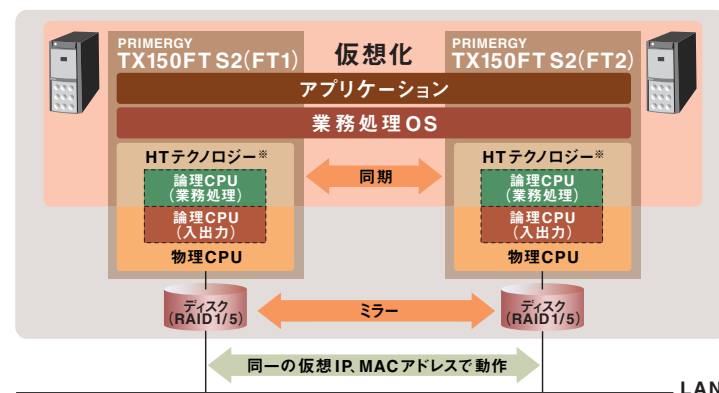 PRIMERGY
TX150FT S2(FT1)
仮想化
PRIMERGY
TX150FT S2(FT2)
アプリケーション
業務処理OS
HTテクノロジー※
論理CPU
(業務処理)
論理CPU
(入出力)
物理CPU
同期
HTテクノロジー※
論理CPU
(業務処理)
論理CPU
(入出力)
物理CPU
ディスク
(RAID1/5)
ミラー
ディスク
(RAID1/5)
同一の仮想IP、MACアドレスで動作
LAN